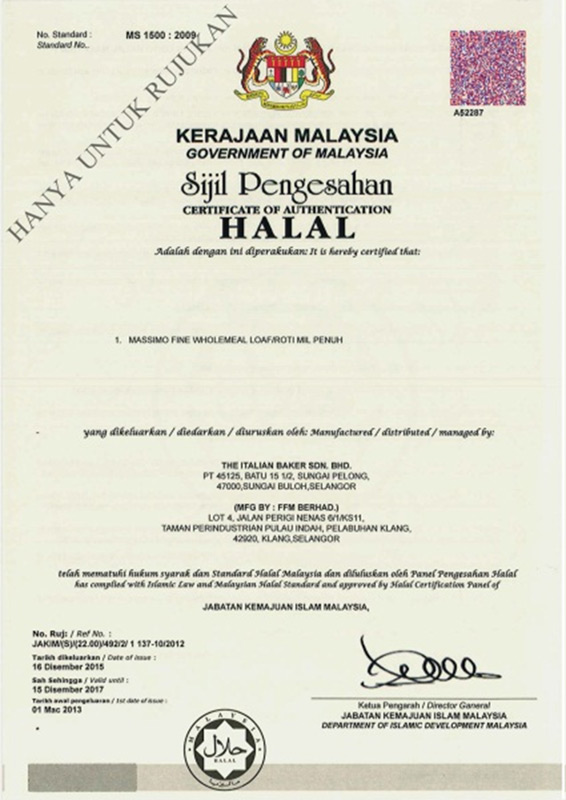 No. Standard :
Standard No..
MS 1500 : 2009
HANYA UNTUK RUJUKAN
A52287
KERAJAAN MALAYSIA
GOVERNMENT OF MALAYSIA
Sijil Pengesahan
CERTIFICATE OF AUTHENTICATION
HALAL
Adalah dengan ini diperakukan: It is hereby certified that:
1. MASSIMO FINE WHOLEMEAL LOAF/ROTI MIL PENUH
yang dikeluarkan / diedarkan / diuruskan oleh: Manufactured / distributed / managed by:
THE ITALIAN BAKER SDN. BHD.
PT 45125, BATU 15 1/2, SUNGAI PELONG,
47000,SUNGAI BULOH,SELANGOR
(MFG BY : FFM BERHAD.)
LOT 4, JALAN PERIGI NENAS 6/1/KS11,
TAMAN PERINDUSTRIAN PULAU INDAH, PELABUHAN KLANG,
42920, KLANG,SELANGOR
telah mematuhi hukum syarak dan Standard Halal Malaysia dan diluluskan oleh Panel Pengesahan Halal
has complied with Islamic Law and Malaysian Halal Standard and approved by Halal Certification Panel of
JABATAN KEMAJUAN ISLAM MALAYSIA,
No. Ruj: / Ref No. :
JAKIM/(S)/(22.00)/492/2/ 1 137-10/2012
Tarikh dikeluarkan / Date of issue :
16 Disember 2015
Sah Sehingga / Valid until :
15 Disember 2017
Tarikh awal pengeluaran / 1st date of issue :
01 Mac 2013
Ketua Pengarah / Director Ganeral
JABATAN KEMAJUAN ISLAM MALAYSIA
DEPARTMENT OF ISLAMIC DEVELOPMENT MALAYSIA
MALAYSIA
حلال
HALAL